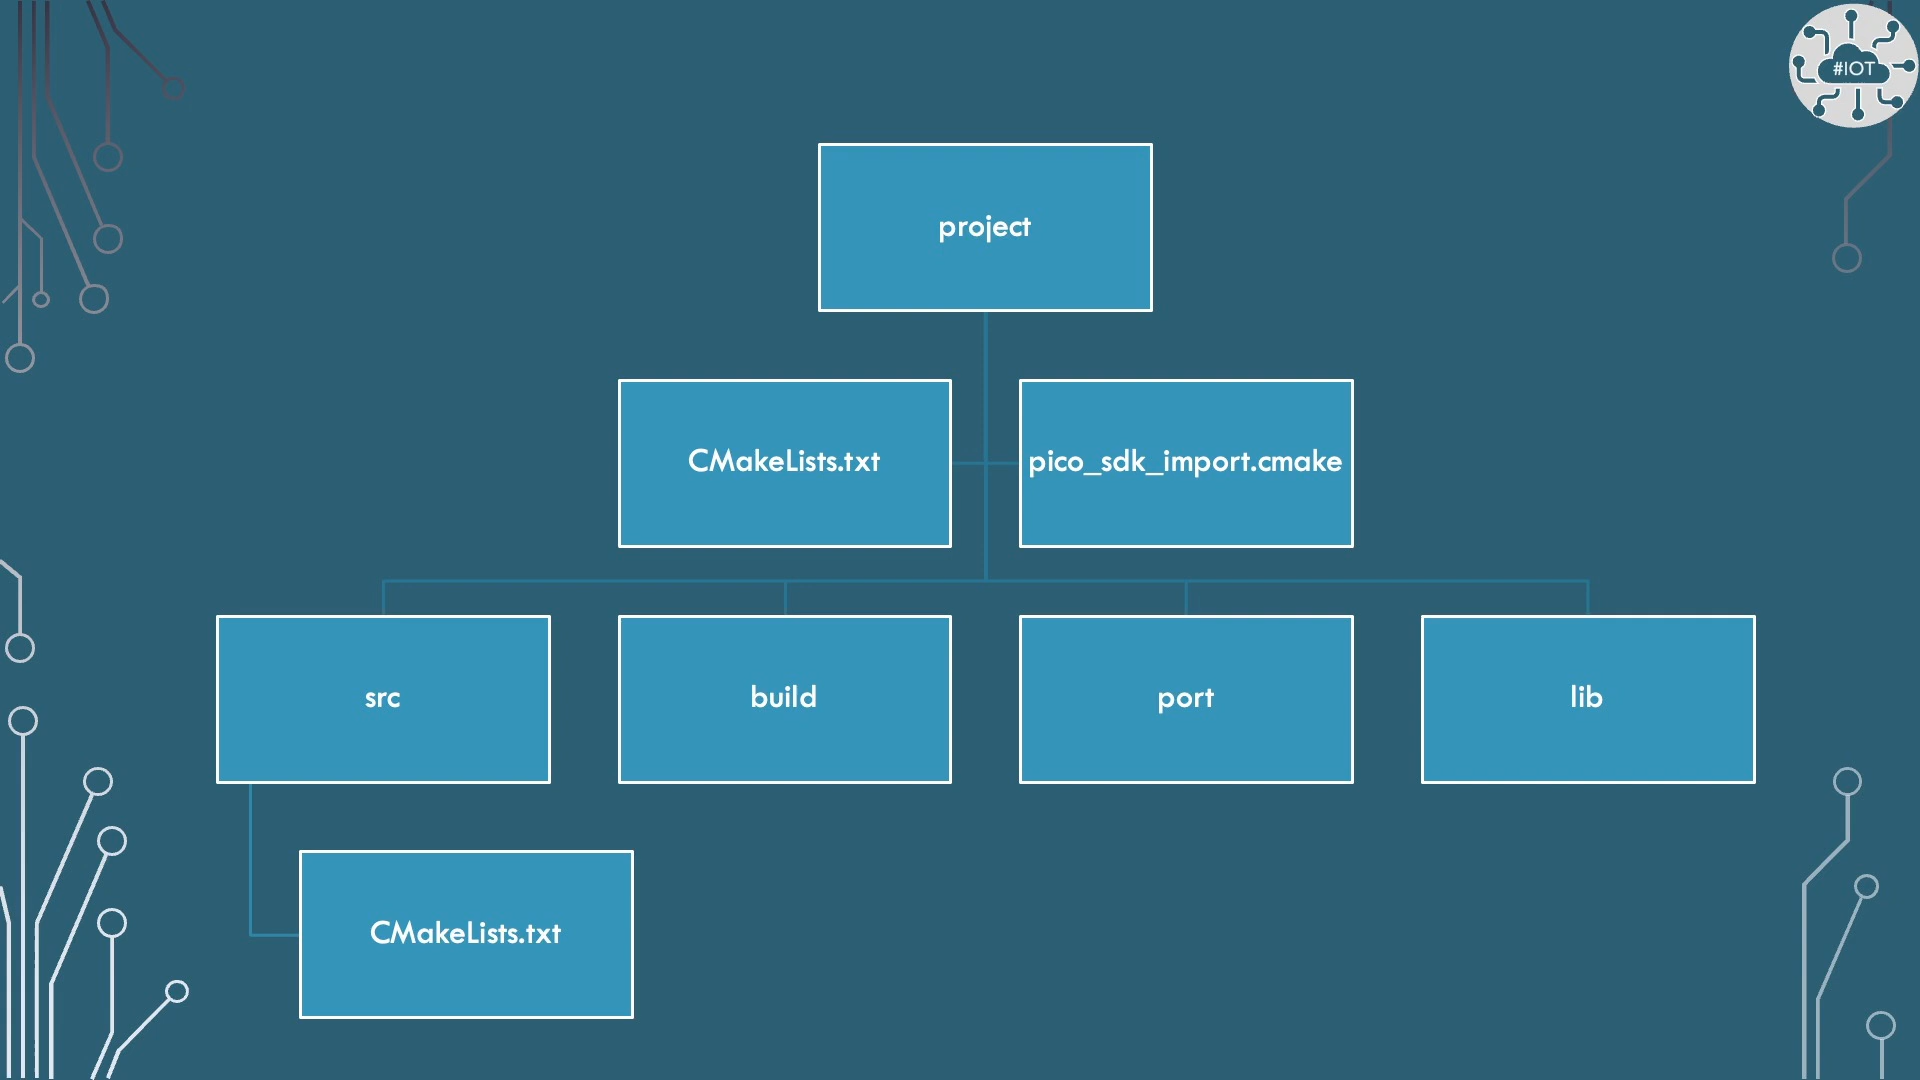 #IOT
project
CMakeLists.txt
pico_sdk_import.cmake
src
build
port
lib
CMakeLists.txt